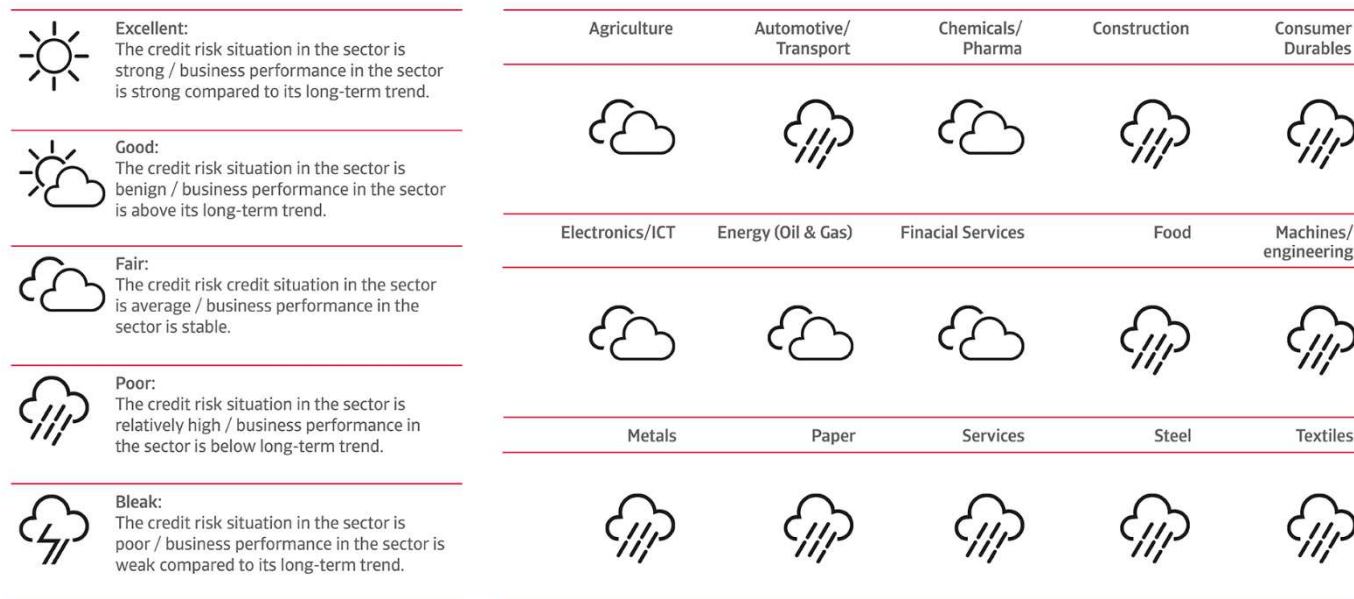 Excellent:
The credit risk situation in the sector is
strong / business performance in the sector
is strong compared to its long-term trend.
Good:
The credit risk situation in the sector is
benign / business performance in the sector
is above its long-term trend.
Fair:
The credit risk credit situation in the sector
is average / business performance in the
sector is stable.
Poor:
The credit risk situation in the sector is
relatively high / business performance in
the sector is below long-term trend.
Bleak:
The credit risk situation in the sector is
poor / business performance in the sector is
weak compared to its long-term trend.
Agriculture
Automotive/
Transport
Chemicals/
Pharma
Construction
Consumer
Durables
Electronics/ICT
Energy (Oil & Gas)
Finacial Services
Food
Machines/
engineering
Metals
Paper
Services
Steel
Textiles